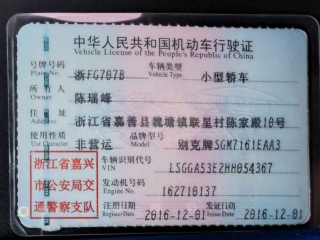 中华人民共和国机动车行驶证
Vehicle License of the People's Republic of China
号牌号码 浙FG707B 车辆类型 小型轿车
Plate No. Vehicle Type
所有人 陈瑶峰
Owner
住址 浙江省嘉善县魏塘镇联星村陈家殿10号
Address
使用性质 非营运 品牌型号 别克牌SGM7161EAA3
Use Character Model
浙江省嘉兴 车辆识别代号 LSGGA53E2HH054367
VIN
市公安局交 发动机号码 162710137
Engine No.
通警察支队 注册日期 2016-12-01 发证日期 2016-12-01
Register Date Issue Date